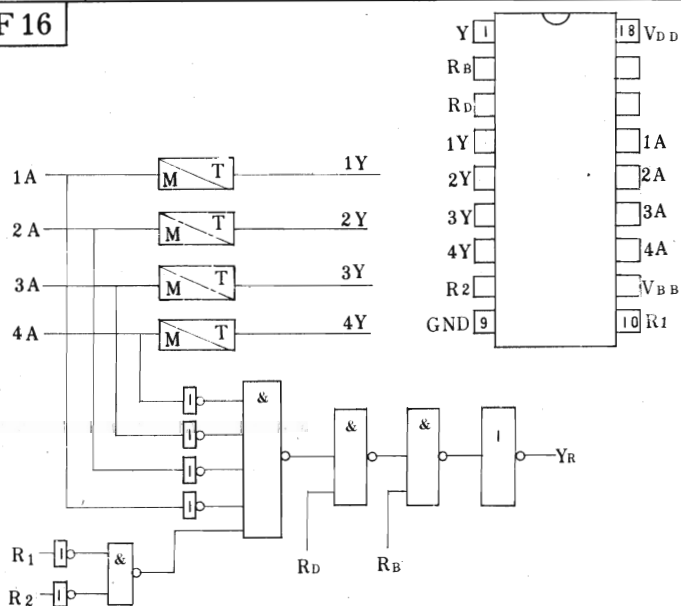 F 16
Y 1 18 VDD
RB
RD
1Y 1A
2Y 2A
3Y 3A
4Y 4A
R2 VBB
GND 9 10 R1
1A M T 1Y
2A M T 2Y
3A M T 3Y
4A M T 4Y
1 &
1 & & 1
1
1
YR
R1 1 &
R2 1
RD
RB